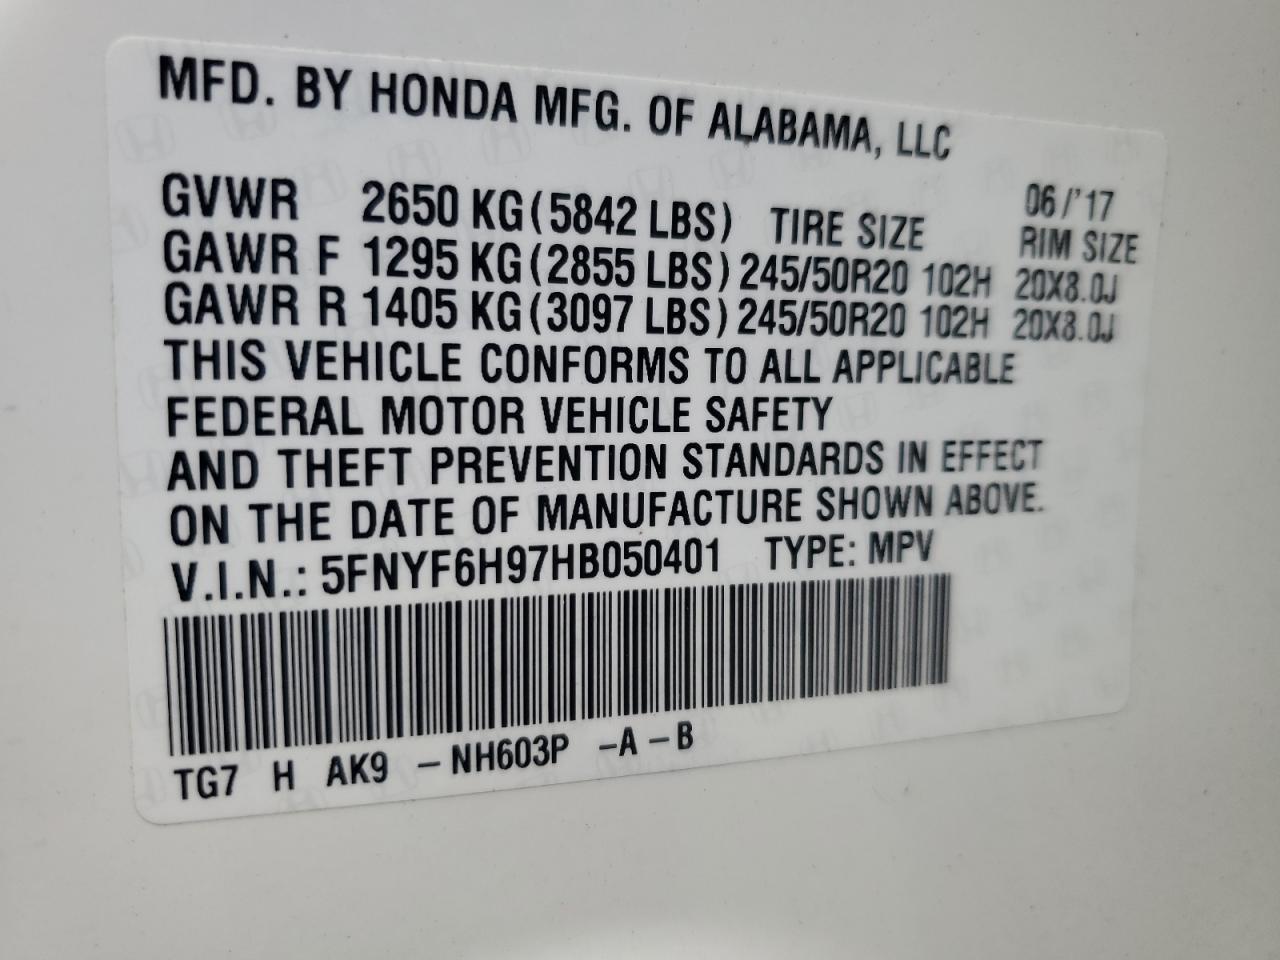 MFD. BY HONDA MFG. OF ALABAMA, LLC
06/'17
GVWR 2650 KG(5842 LBS) TIRE SIZE RIM SIZE
GAWR F 1295 KG(2855 LBS) 245/50R20 102H 20X8.0J
GAWR R 1405 KG(3097 LBS) 245/50R20 102H 20X8.0J
THIS VEHICLE CONFORMS TO ALL APPLICABLE
FEDERAL MOTOR VEHICLE SAFETY
AND THEFT PREVENTION STANDARDS IN EFFECT
ON THE DATE OF MANUFACTURE SHOWN ABOVE.
V.I.N.: 5FNYF6H97HB050401 TYPE: MPV
TG7 H AK9 -NH603P -A-B